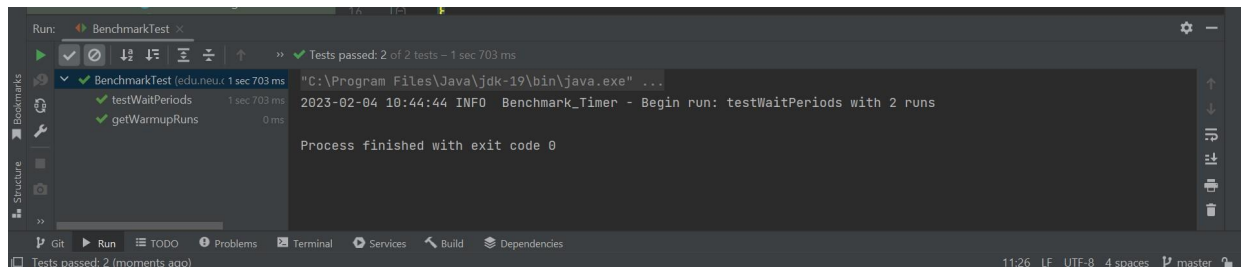 16
Run: BenchmarkTest
Tests passed: 2 of 2 tests – 1 sec 703 ms
BenchmarkTest (edu.neu.c 1 sec 703 ms
testWaitPeriods 1 sec 703 ms
getWarmupRuns 0 ms
"C:\Program Files\Java\jdk-19\bin\java.exe" ...
2023-02-04 10:44:44 INFO Benchmark_Timer - Begin run: testWaitPeriods with 2 runs
Process finished with exit code 0
Bookmarks
Structure
Git Run TODO Problems Terminal Services Build Dependencies
Tests passed: 2 (moments ago) 11:26 LF UTF-8 4 spaces master